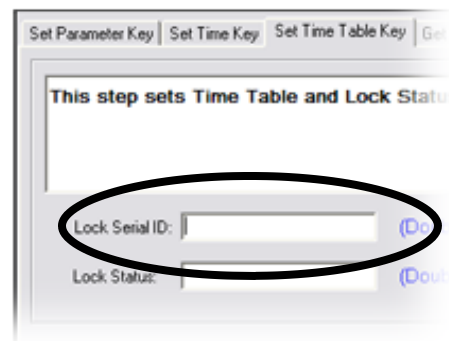 Set Parameter Key Set Time Key Set Time Table Key Get
This step sets Time Table and Lock Statu
Lock Serial ID: (Do
Lock Status: (Doub